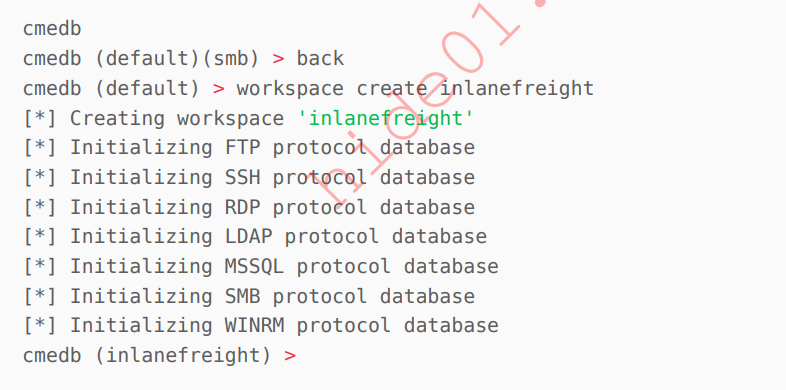 cmedb
cmedb (default)(smb) > back
cmedb (default) > workspace create inlanefreight
[*] Creating workspace 'inlanefreight'
[*] Initializing FTP protocol database
[*] Initializing SSH protocol database
[*] Initializing RDP protocol database
[*] Initializing LDAP protocol database
[*] Initializing MSSQL protocol database
[*] Initializing SMB protocol database
[*] Initializing WINRM protocol database
cmedb (inlanefreight) >
hide01.